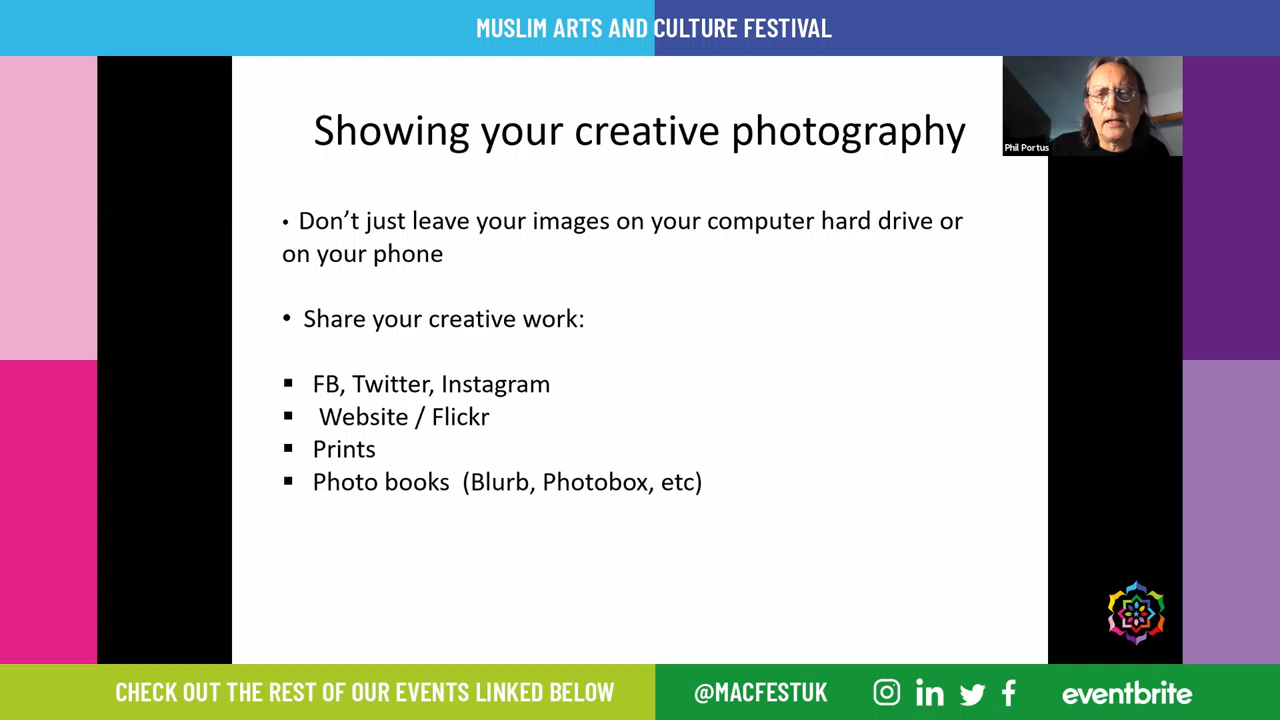 MUSLIM ARTS AND CULTURE FESTIVAL
Showing your creative photography
Phil Portus
• Don’t just leave your images on your computer hard drive or
on your phone
• Share your creative work:
▪ FB, Twitter, Instagram
▪ Website / Flickr
▪ Prints
▪ Photo books (Blurb, Photobox, etc)
CHECK OUT THE REST OF OUR EVENTS LINKED BELOW
@MACFESTUK
in
f
eventbrite